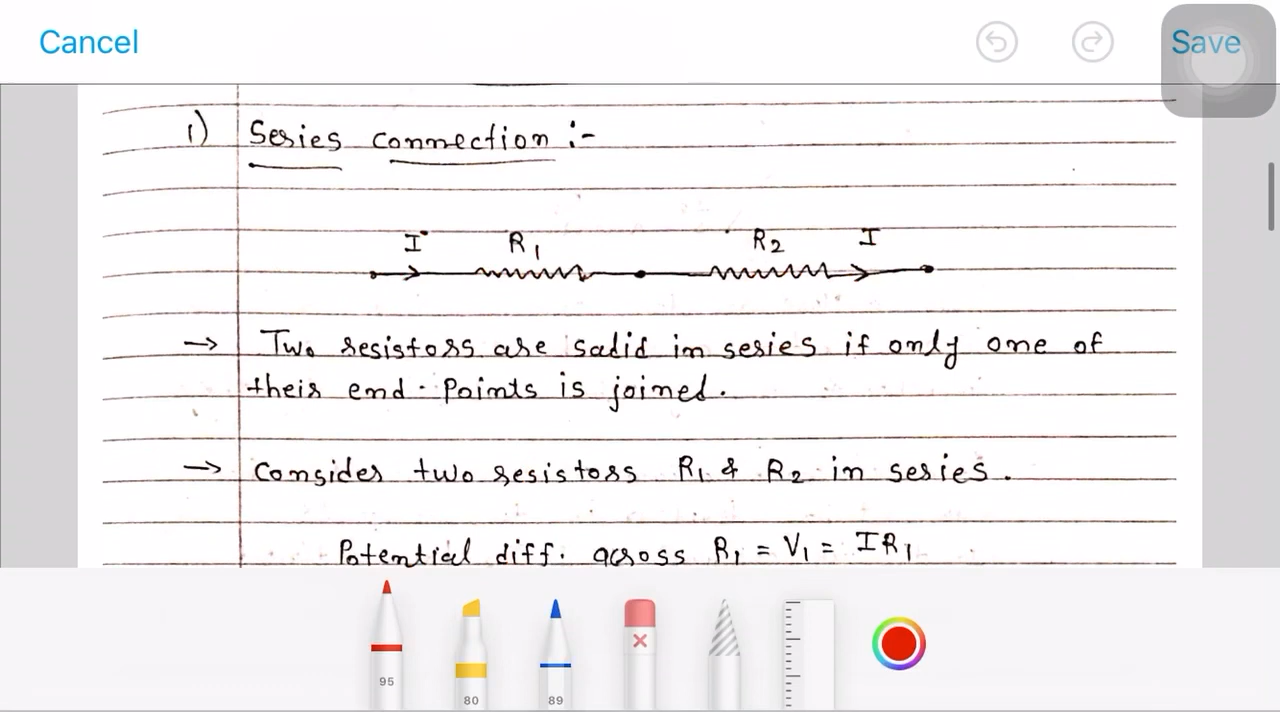 Cancel
Save
1) Series connection :-
I R1 R2 I
→ Two resistors are sadid in series if only one of
their end-points is joined.
→ Consider two resistors R1 & R2 in series.
Potential diff. across R1 = V1 = IR1
95
80
89